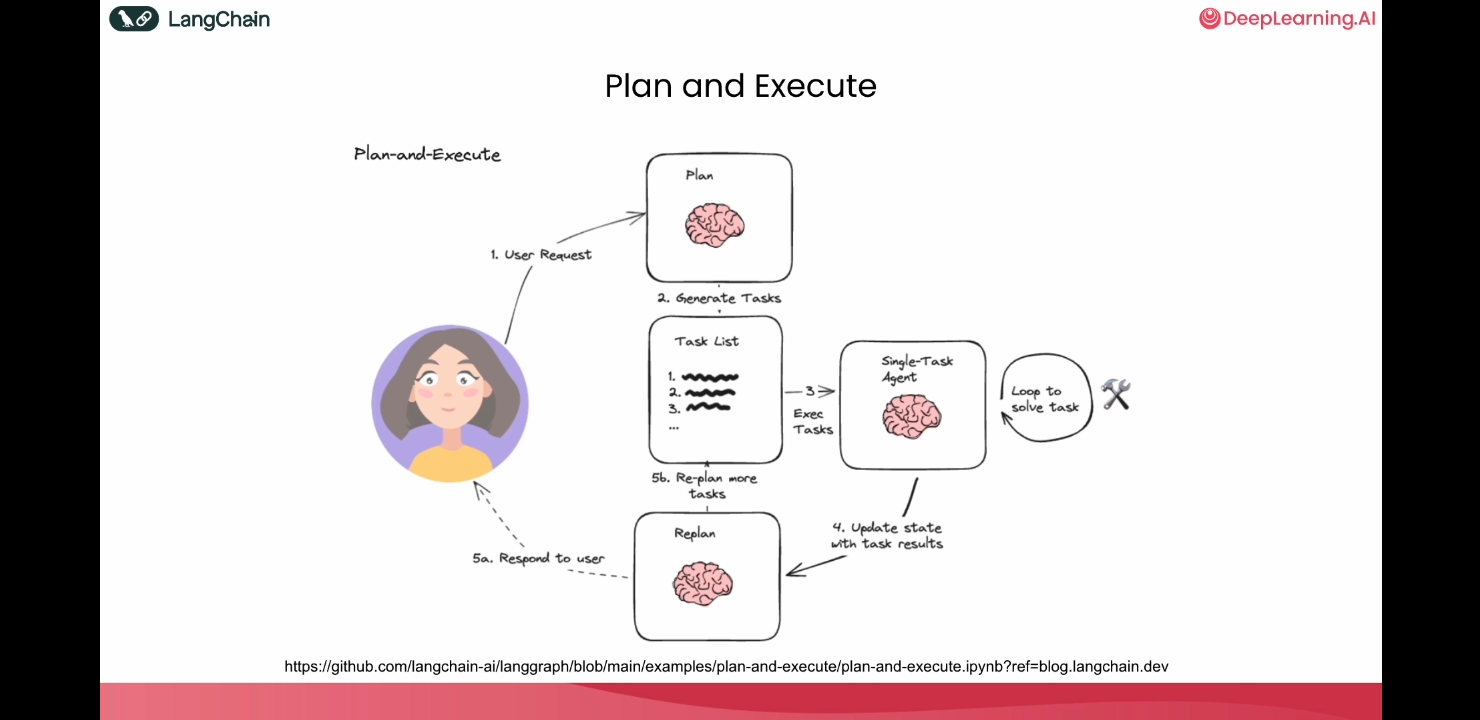 LangChain
DeepLearning.AI
Plan and Execute
Plan-and-Execute
Plan
1. User Request
2. Generate Tasks
Task List
1.
2.
3.
...
3
Exec
Tasks
Single-Task
Agent
Loop to
solve task
5b. Re-plan more
tasks
Replan
4. Update state
with task results
5a. Respond to user
https://github.com/langchain-ai/langgraph/blob/main/examples/plan-and-execute/plan-and-execute.ipynb?ref=blog.langchain.dev